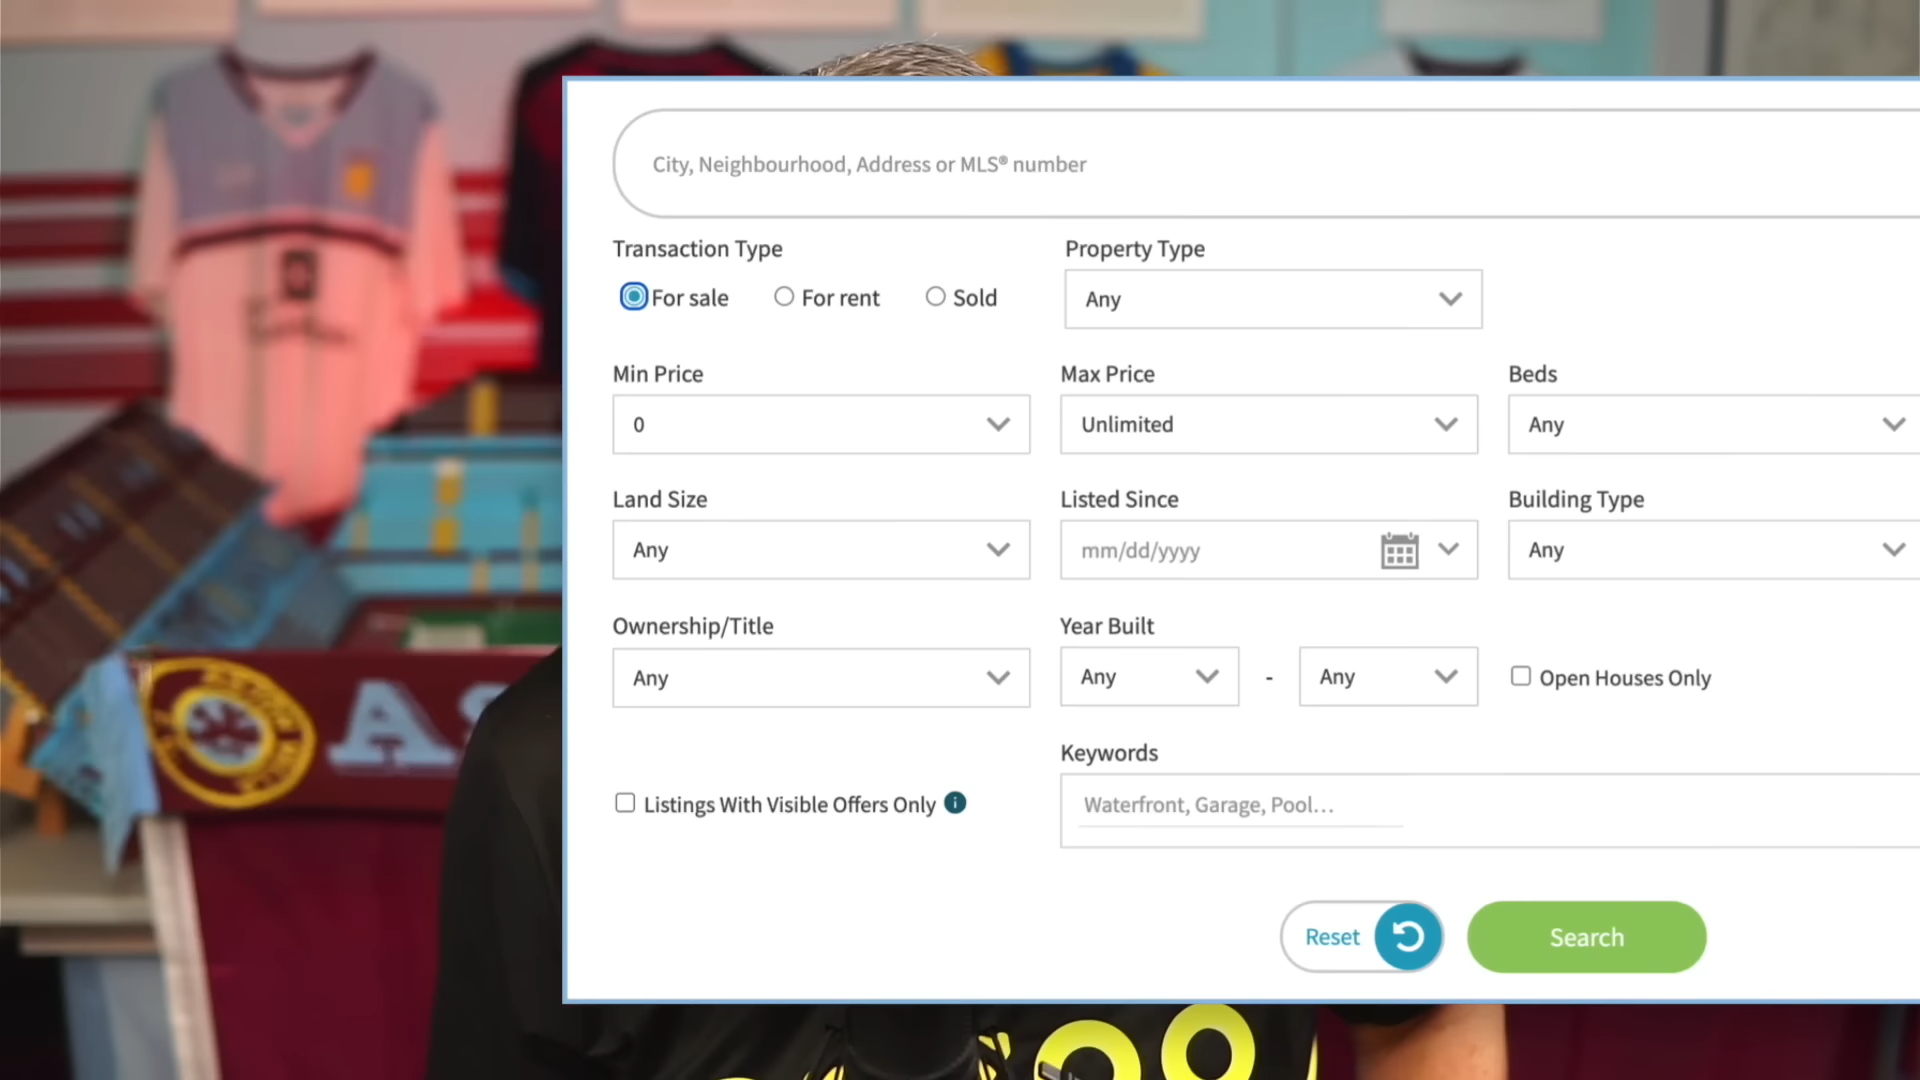 City, Neighbourhood, Address or MLS® number
Transaction Type
Property Type
For sale
For rent
Sold
Any
Min Price
Max Price
Beds
0
Unlimited
Any
Land Size
Listed Since
Building Type
Any
mm/dd/yyyy
Any
Ownership/Title
Year Built
Any
Any
-
Any
Open Houses Only
Keywords
Listings With Visible Offers Only
Waterfront, Garage, Pool...
Reset
Search